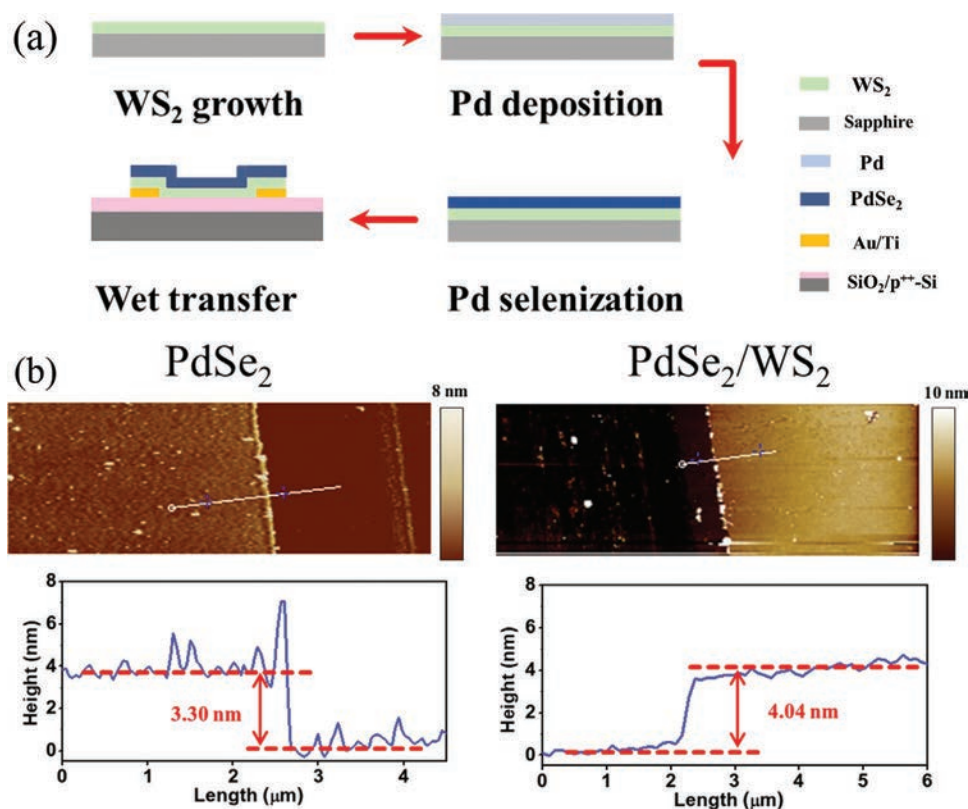 (a)
WS₂ growth
Pd deposition
Wet transfer
Pd selenization
WS₂
Sapphire
Pd
PdSe₂
Au/Ti
SiO₂/p⁺⁺-Si
(b)
PdSe₂
8 nm
PdSe₂/WS₂
10 nm
8
6
4
2
0
Height (nm)
3.30 nm
0 1 2 3 4
Length (μm)
8
4
0
Height (nm)
4.04 nm
0 1 2 3 4 5 6
Length (μm)